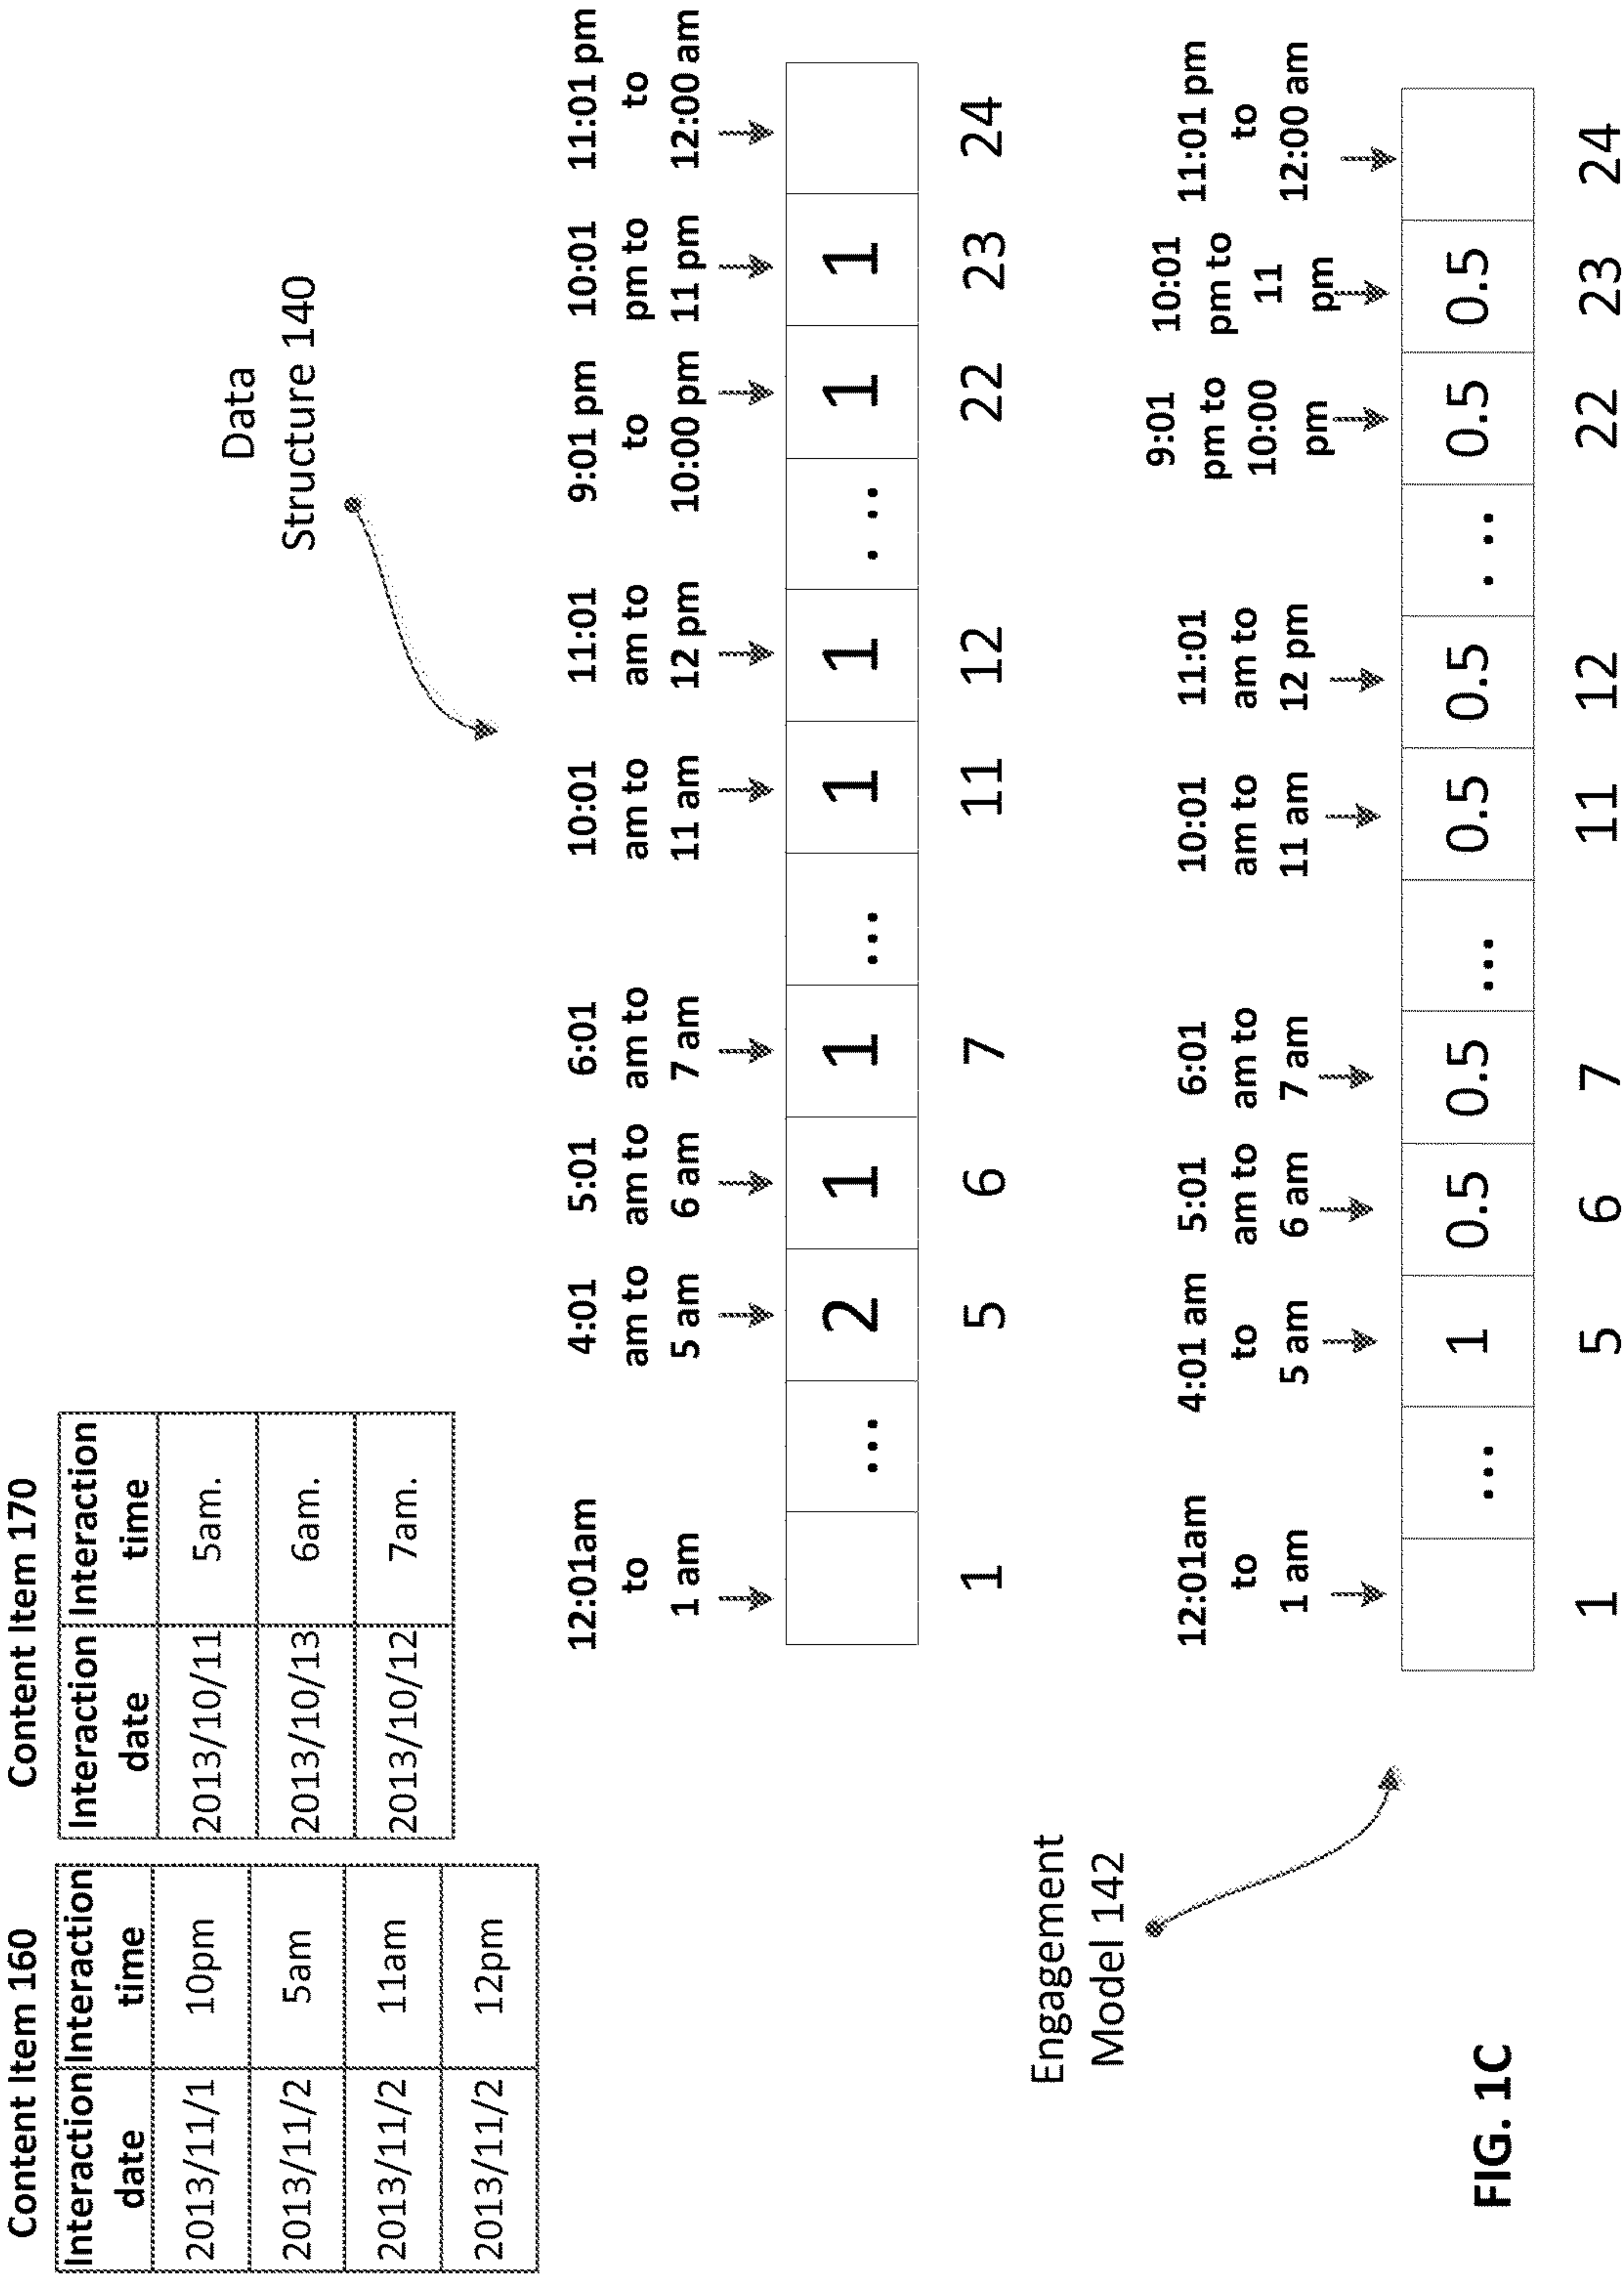 Content Item 160
Interaction date
Interaction time
2013/11/1
10pm
2013/11/2
5am
2013/11/2
11am
2013/11/2
12pm
Content Item 170
Interaction date
Interaction time
2013/10/11
5am.
2013/10/13
6am.
2013/10/12
7am.
Data
Structure 140
12:01am
to
1 am
4:01
am to
5 am
5:01
am to
6 am
6:01
am to
7 am
10:01
am to
11 am
11:01
am to
12 pm
9:01 pm
to
10:00 pm
10:01
pm to
11 pm
11:01 pm
to
12:00 am
... 2 1 1 ... 1 1 ... 1 1
1 5 6 7 11 12 22 23 24
Engagement
Model 142
12:01am
to
1 am
4:01 am
to
5 am
5:01
am to
6 am
6:01
am to
7 am
10:01
am to
11 am
11:01
am to
12 pm
9:01
pm to
10:00
pm
10:01
pm to
11
pm
11:01 pm
to
12:00 am
... 1 0.5 0.5 ... 0.5 0.5 ... 0.5 0.5
1 5 6 7 11 12 22 23 24
FIG. 1C